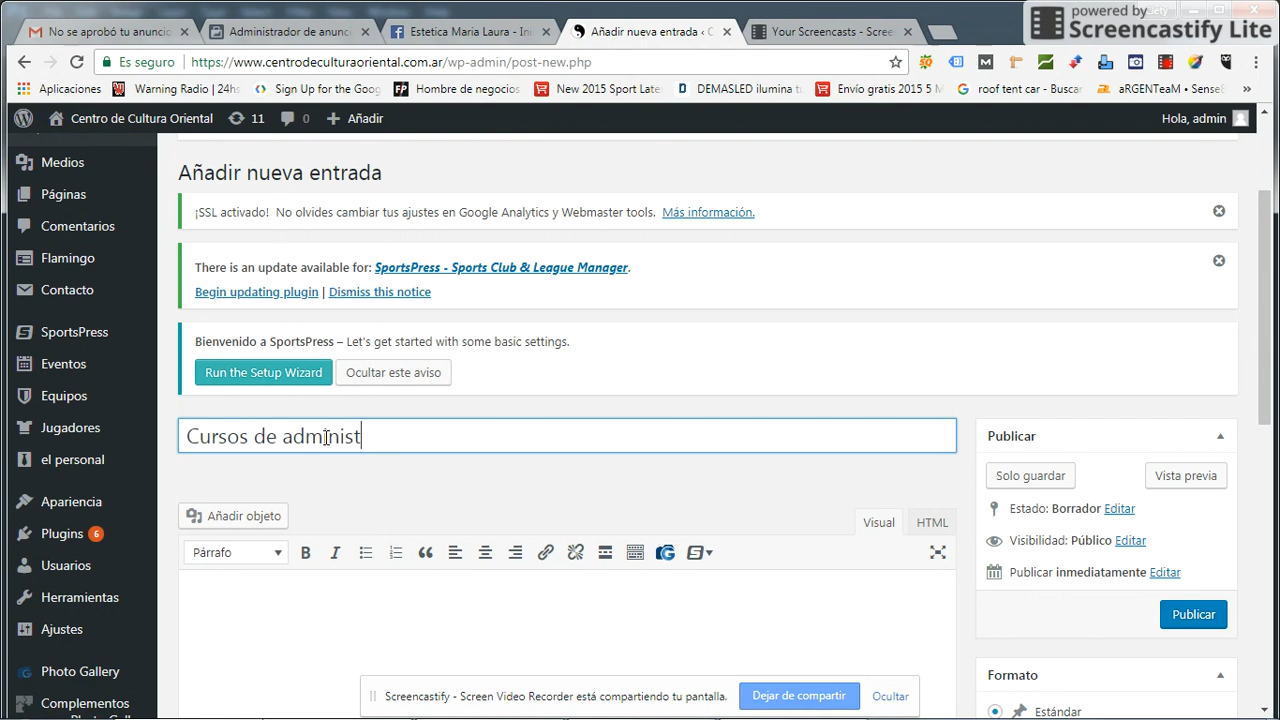 powered by
Screencastify Lite
No se aprobó tu anuncio
Administrador de anunc
Estetica Maria Laura - Ini
Añadir nueva entrada ‹ C
Your Screencasts - Scree
Es seguro
https://www.centrodeculturaoriental.com.ar/wp-admin/post-new.php
Aplicaciones
Warning Radio | 24hs
Sign Up for the Goog
Hombre de negocios
New 2015 Sport Late
DEMASLED ilumina tu
Envío gratis 2015 5 M
roof tent car - Buscar
aRGENTeaM • Sense8
»
Centro de Cultura Oriental
11
0
Añadir
Hola, admin
Medios
Páginas
Comentarios
Flamingo
Contacto
SportsPress
Eventos
Equipos
Jugadores
el personal
Apariencia
Plugins 6
Usuarios
Herramientas
Ajustes
Photo Gallery
Complementos
Añadir nueva entrada
¡SSL activado! No olvides cambiar tus ajustes en Google Analytics y Webmaster tools. Más información.
There is an update available for: SportsPress - Sports Club & League Manager.
Begin updating plugin | Dismiss this notice
Bienvenido a SportsPress – Let's get started with some basic settings.
Run the Setup Wizard
Ocultar este aviso
Cursos de administ
Añadir objeto
Visual
HTML
Párrafo
B I
Publicar
Solo guardar
Vista previa
Estado: Borrador Editar
Visibilidad: Público Editar
Publicar inmediatamente Editar
Publicar
Formato
Estándar
Screencastify - Screen Video Recorder está compartiendo tu pantalla.
Dejar de compartir
Ocultar